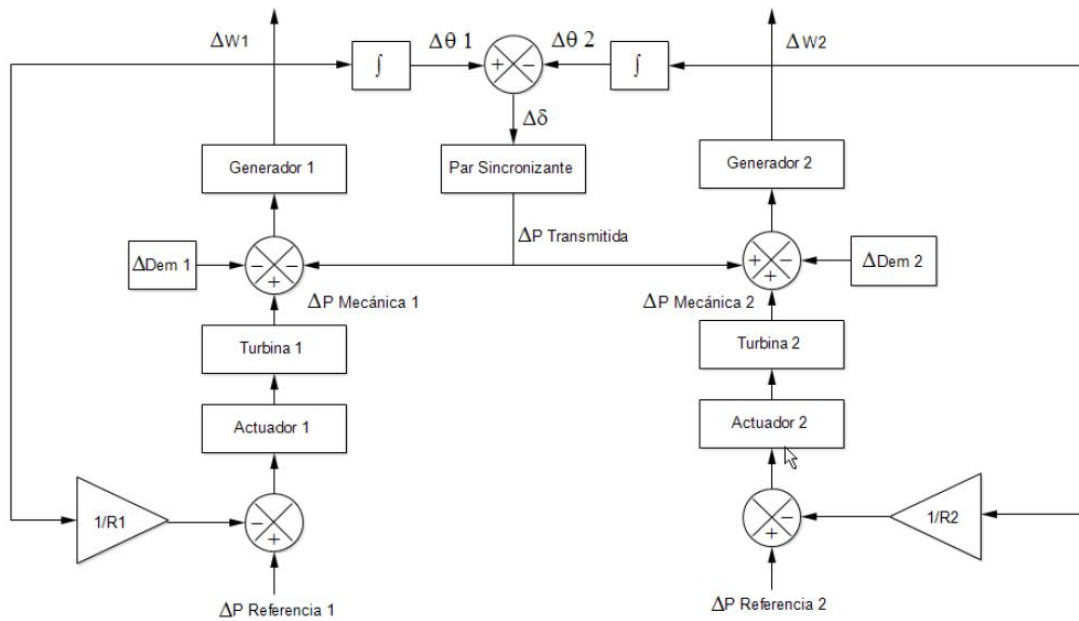 ΔW1
Δθ 1
+
−
Δθ 2
ΔW2
∫
∫
Δδ
Generador 1
Par Sincronizante
Generador 2
ΔP Transmitida
ΔDem 1
−
−
+
+
−
+
ΔDem 2
ΔP Mecánica 1
ΔP Mecánica 2
Turbina 1
Turbina 2
Actuador 1
Actuador 2
1/R1
−
+
−
+
1/R2
ΔP Referencia 1
ΔP Referencia 2